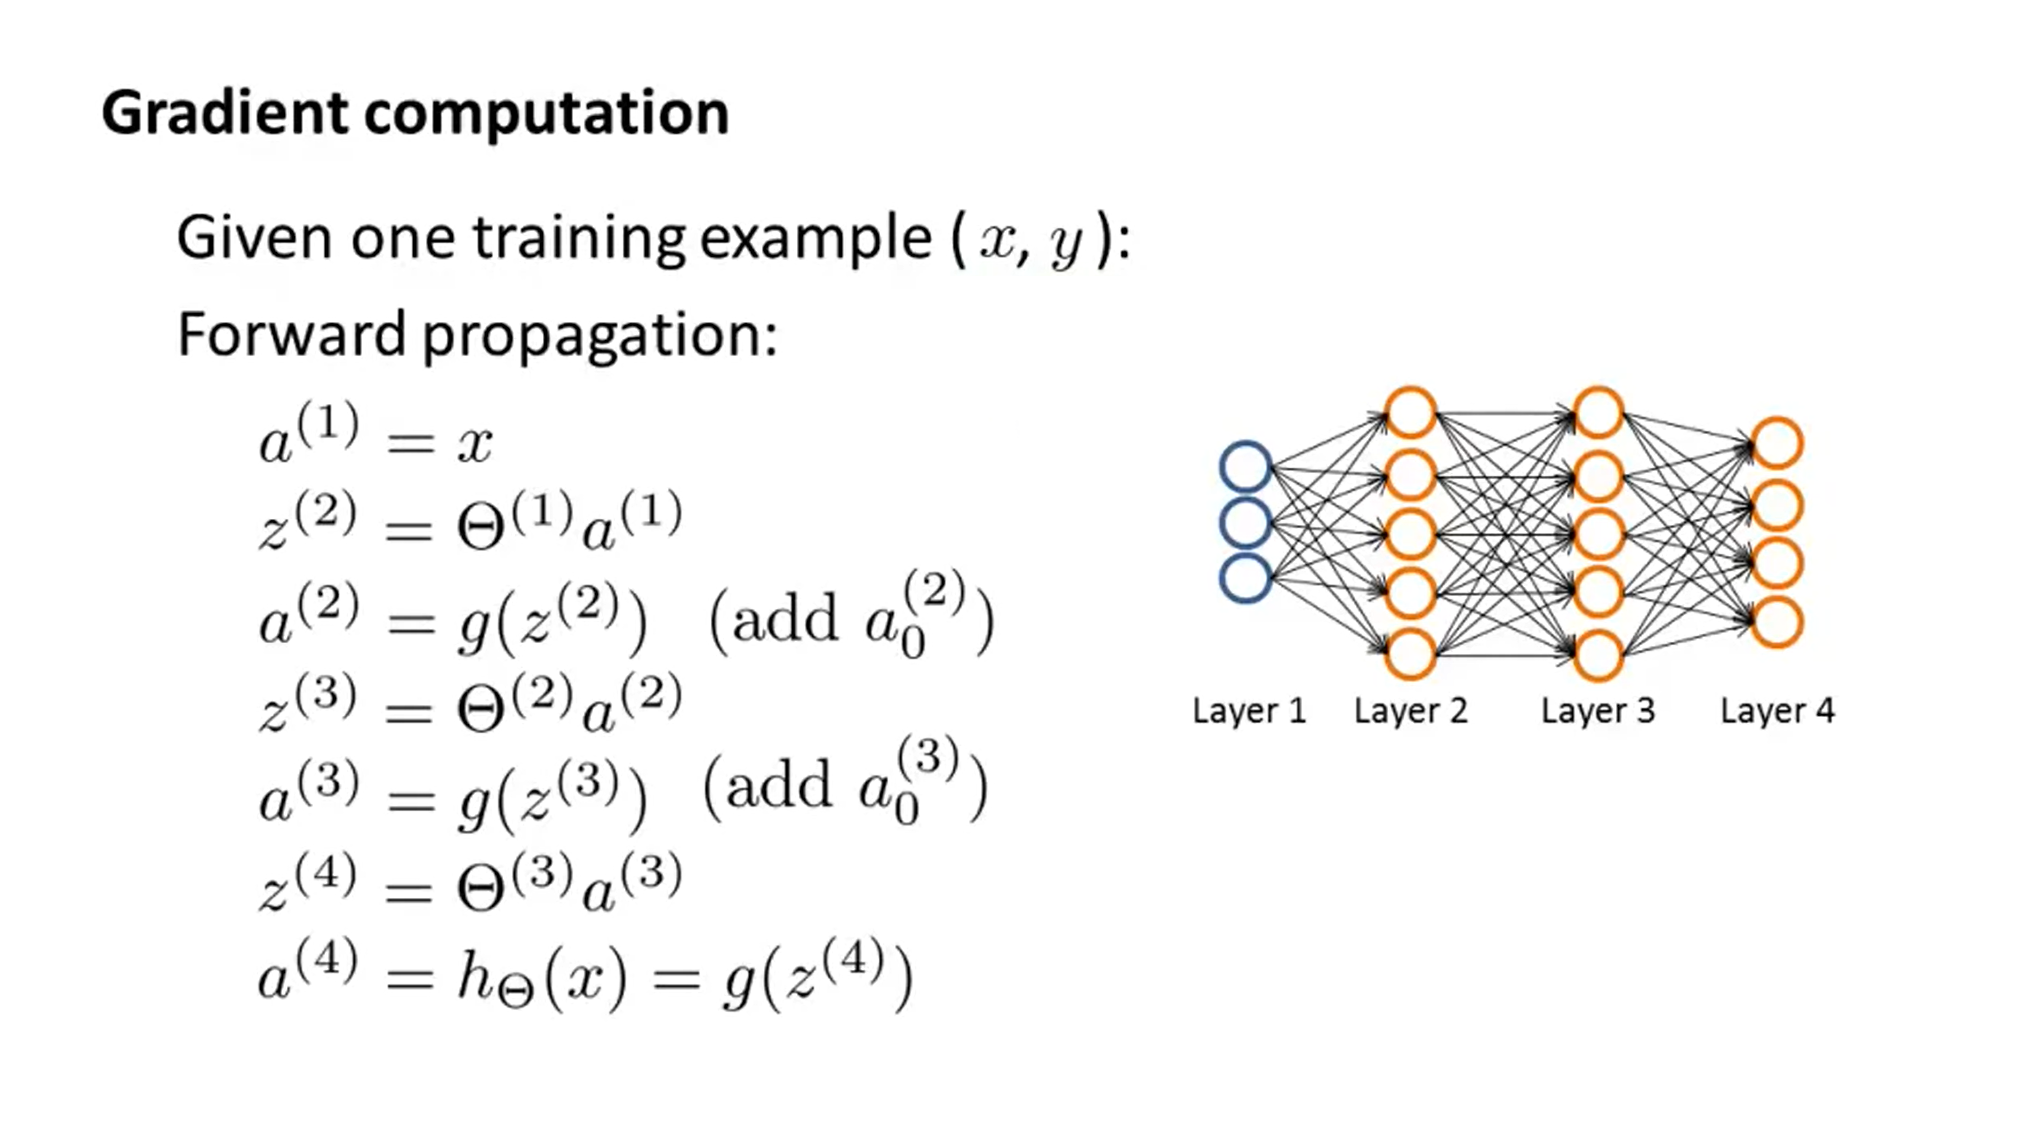 Gradient computation
Given one training example (x, y):
Forward propagation:
a^{(1)} = x
z^{(2)} = Θ^{(1)}a^{(1)}
a^{(2)} = g(z^{(2)}) (add a_0^{(2)})
z^{(3)} = Θ^{(2)}a^{(2)}
a^{(3)} = g(z^{(3)}) (add a_0^{(3)})
z^{(4)} = Θ^{(3)}a^{(3)}
a^{(4)} = h_Θ(x) = g(z^{(4)})
Layer 1 Layer 2 Layer 3 Layer 4